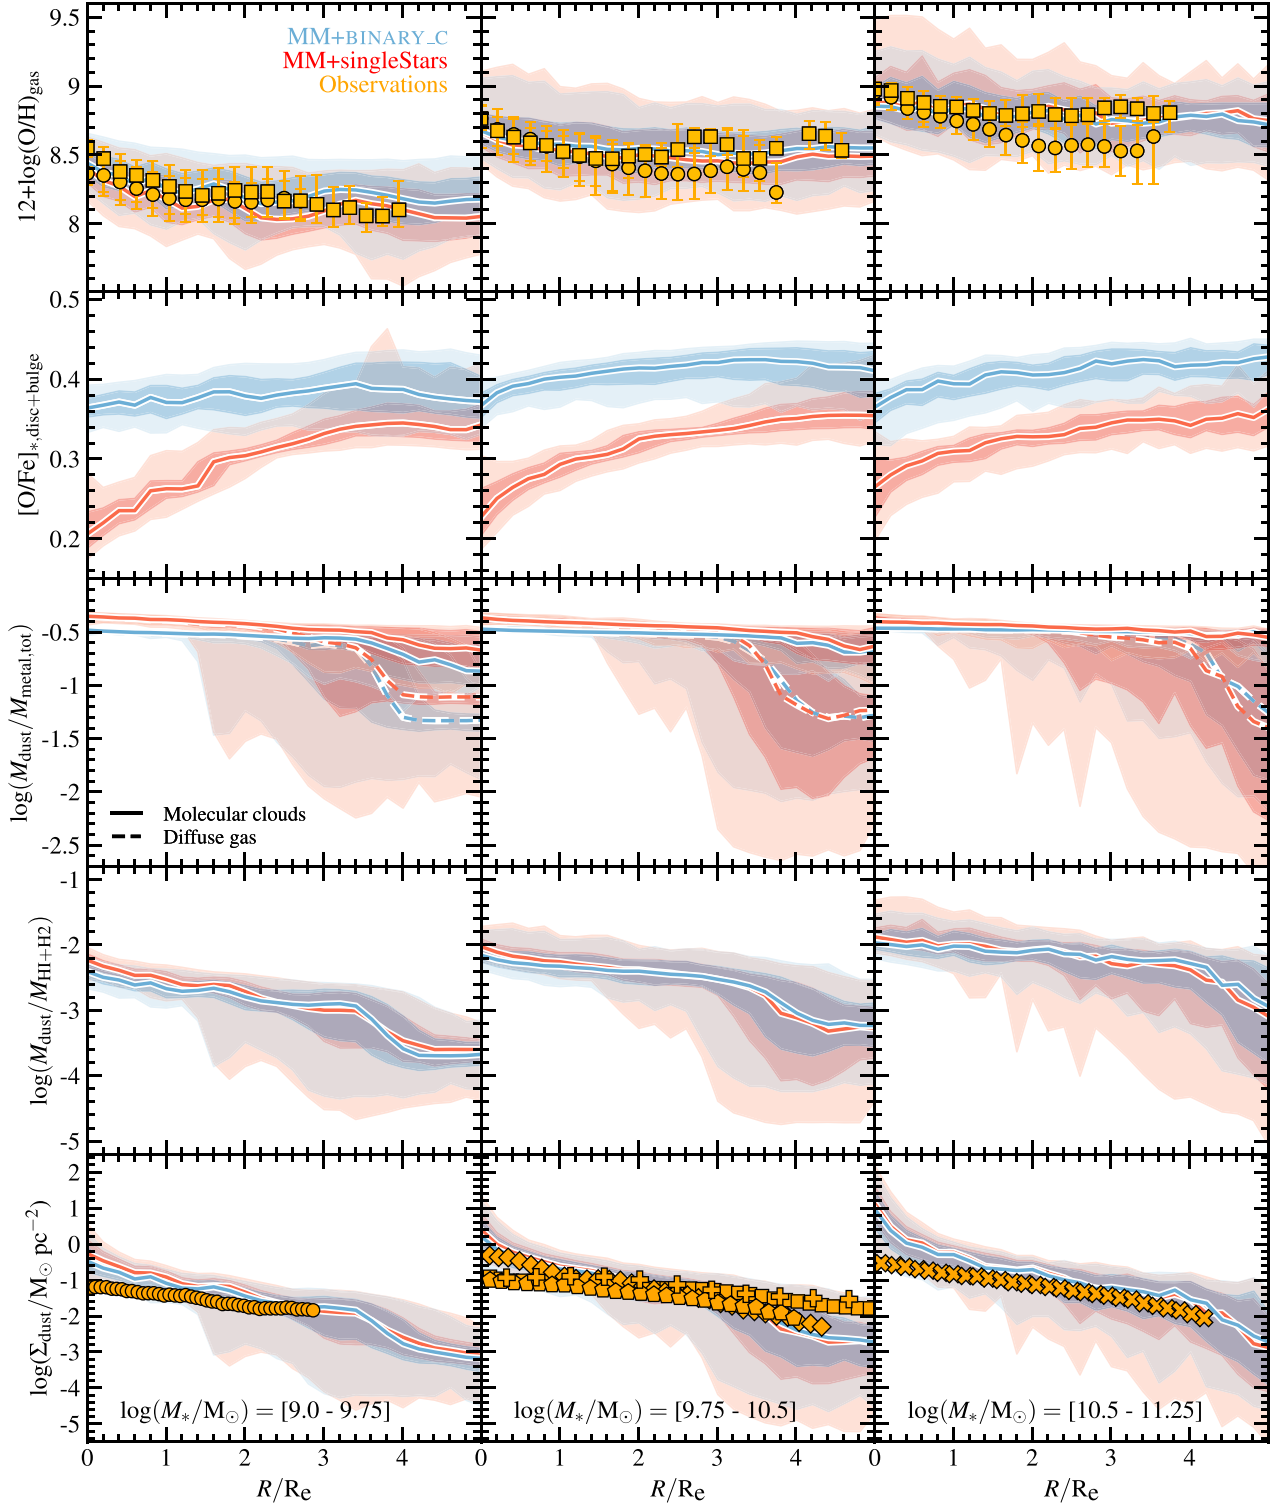 MM+BINARY_C
MM+singleStars
Observations
12+log(O/H)gas
9.5
9
8.5
8
[O/Fe]*,disc+bulge
0.5
0.4
0.3
0.2
log(Mdust/Mmetal,tot)
-0.5
-1
-1.5
-2
-2.5
Molecular clouds
Diffuse gas
log(Mdust/MHI+H2)
-1
-2
-3
-4
-5
log(Σdust/M⊙ pc−2)
2
1
0
-1
-2
-3
-4
-5
log(M*/M⊙) = [9.0 - 9.75]
log(M*/M⊙) = [9.75 - 10.5]
log(M*/M⊙) = [10.5 - 11.25]
0 1 2 3 4 0 1 2 3 4 0 1 2 3 4
R/Re R/Re R/Re